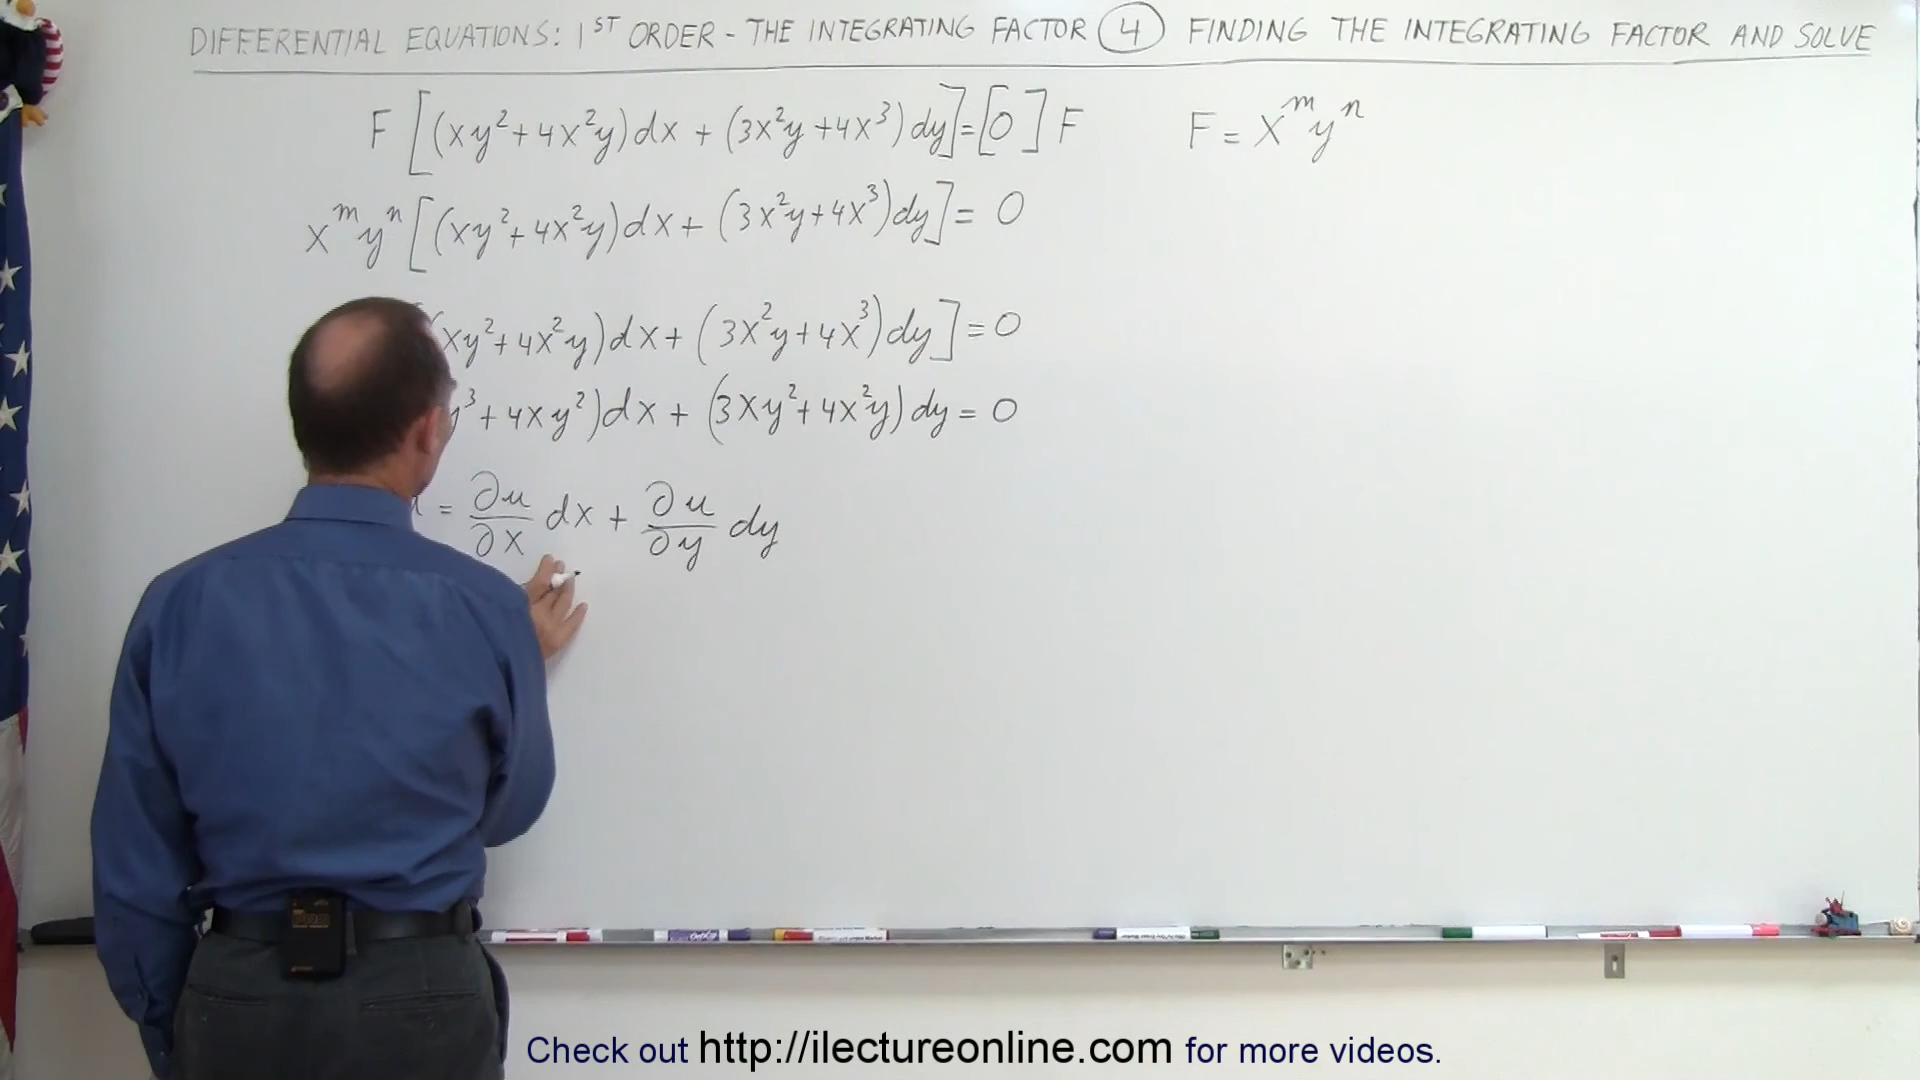 DIFFERENTIAL EQUATIONS: 1ST ORDER - THE INTEGRATING FACTOR 4 FINDING THE INTEGRATING FACTOR AND SOLVE
F [(xy²+4x²y)dx + (3x²y+4x³)dy]=[0]F F = x^m y^n
x^m y^n [(xy²+4x²y)dx+(3x²y+4x³)dy]= 0
(xy²+4x²y)dx+(3x²y+4x³)dy]=0
y³+4xy²)dx+(3xy²+4x²y)dy=0
= ∂u/∂x dx + ∂u/∂y dy
Check out http://ilectureonline.com for more videos.